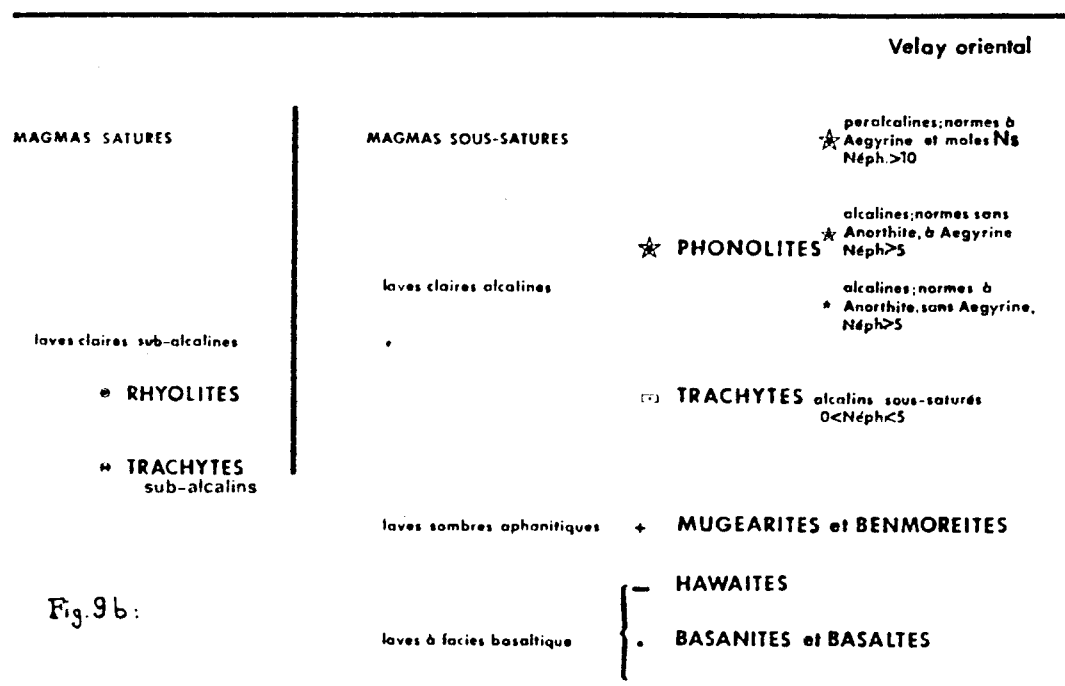 Velay oriental
MAGMAS SATURES
MAGMAS SOUS-SATURES
peralcalines; normes à
Aegyrine et moles Ns
Néph.>10
alcalines; normes sans
Anorthite, à Aegyrine
Néph>5
PHONOLITES
laves claires alcalines
alcalines; normes à
Anorthite, sans Aegyrine,
Néph>5
laves claires sub-alcalines
RHYOLITES
TRACHYTES alcalins sous-saturés
0<Néph<5
TRACHYTES
sub-alcalins
laves sombres aphanitiques + MUGEARITES et BENMOREITES
HAWAITES
Fig. 9 b:
laves à facies basaltique
BASANITES et BASALTES